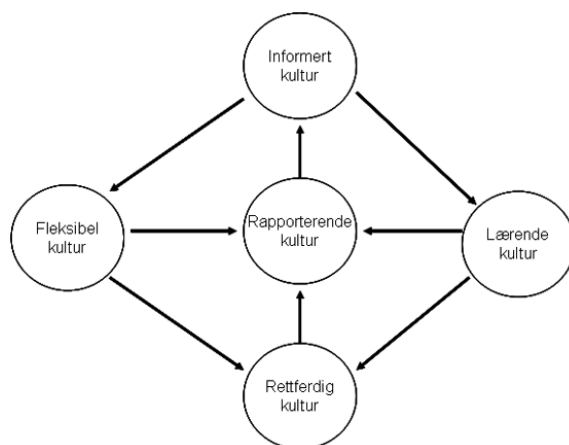 Informert
kultur
Fleksibel
kultur
Rapporterende
kultur
Lærende
kultur
Rettferdig
kultur